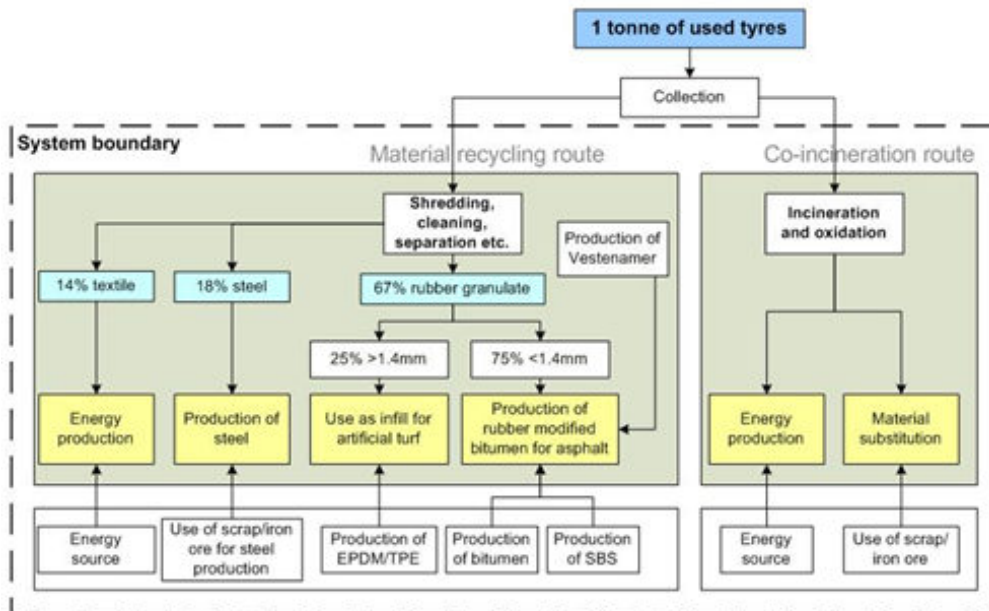 1 tonne of used tyres
Collection
System boundary
Material recycling route
Co-incineration route
Shredding,
cleaning,
separation etc.
Production of
Vestenamer
Incineration
and oxidation
14% textile
18% steel
67% rubber granulate
25% >1.4mm
75% <1.4mm
Energy
production
Production of
steel
Use as infill for
artificial turf
Production of
rubber modified
bitumen for asphalt
Energy
production
Material
substitution
Energy
source
Use of scrap/iron
ore for steel
production
Production of
EPDM/TPE
Production
of bitumen
Production
of SBS
Energy
source
Use of scrap/
iron ore